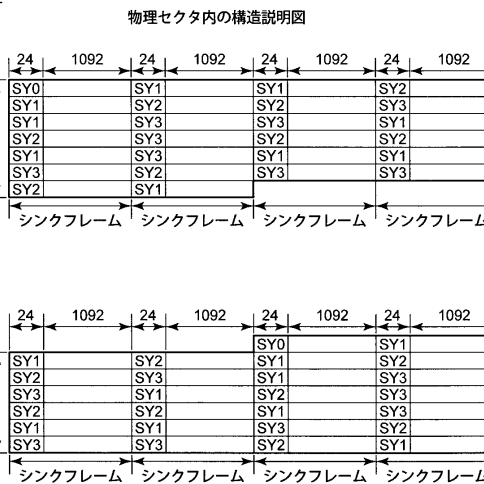 物理セクタ内の構造説明図
24 1092 24 1092 24 1092 24 1092
SY0 SY1 SY1 SY2
SY1 SY2 SY2 SY3
SY1 SY3 SY3 SY1
SY2 SY3 SY2 SY2
SY1 SY3 SY1 SY1
SY3 SY2 SY3 SY3
SY2 SY1
シンクフレーム シンクフレーム シンクフレーム シンクフレーム
24 1092 24 1092 24 1092 24 1092
SY0 SY1
SY1 SY2 SY1 SY2
SY2 SY3 SY1 SY3
SY3 SY1 SY2 SY3
SY2 SY2 SY1 SY3
SY1 SY1 SY3 SY2
SY3 SY3 SY2 SY1
シンクフレーム シンクフレーム シンクフレーム シンクフレーム